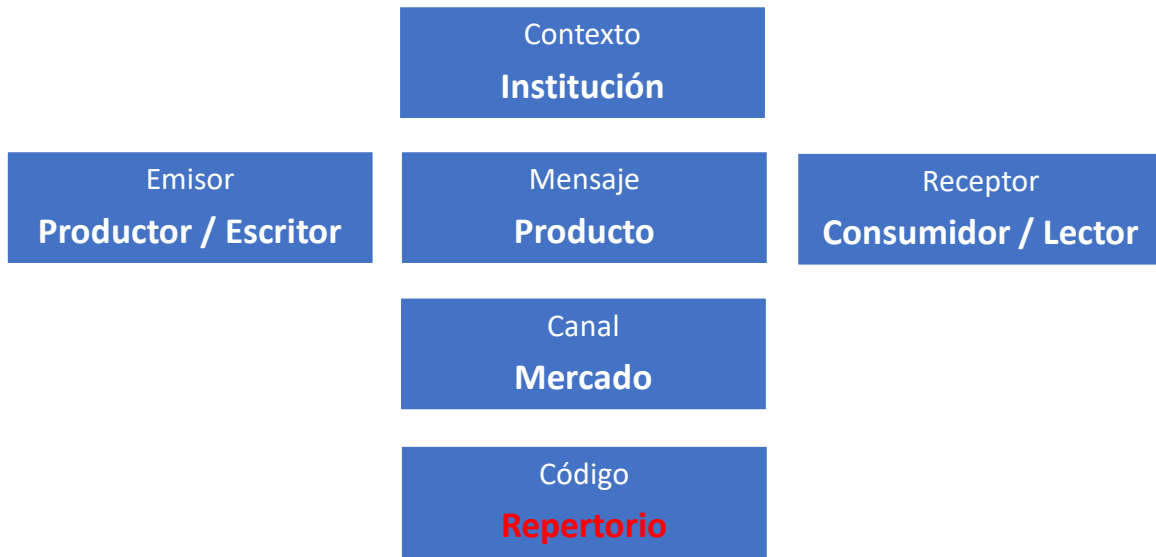 Contexto
Institución
Emisor
Productor / Escritor
Mensaje
Producto
Receptor
Consumidor / Lector
Canal
Mercado
Código
Repertorio